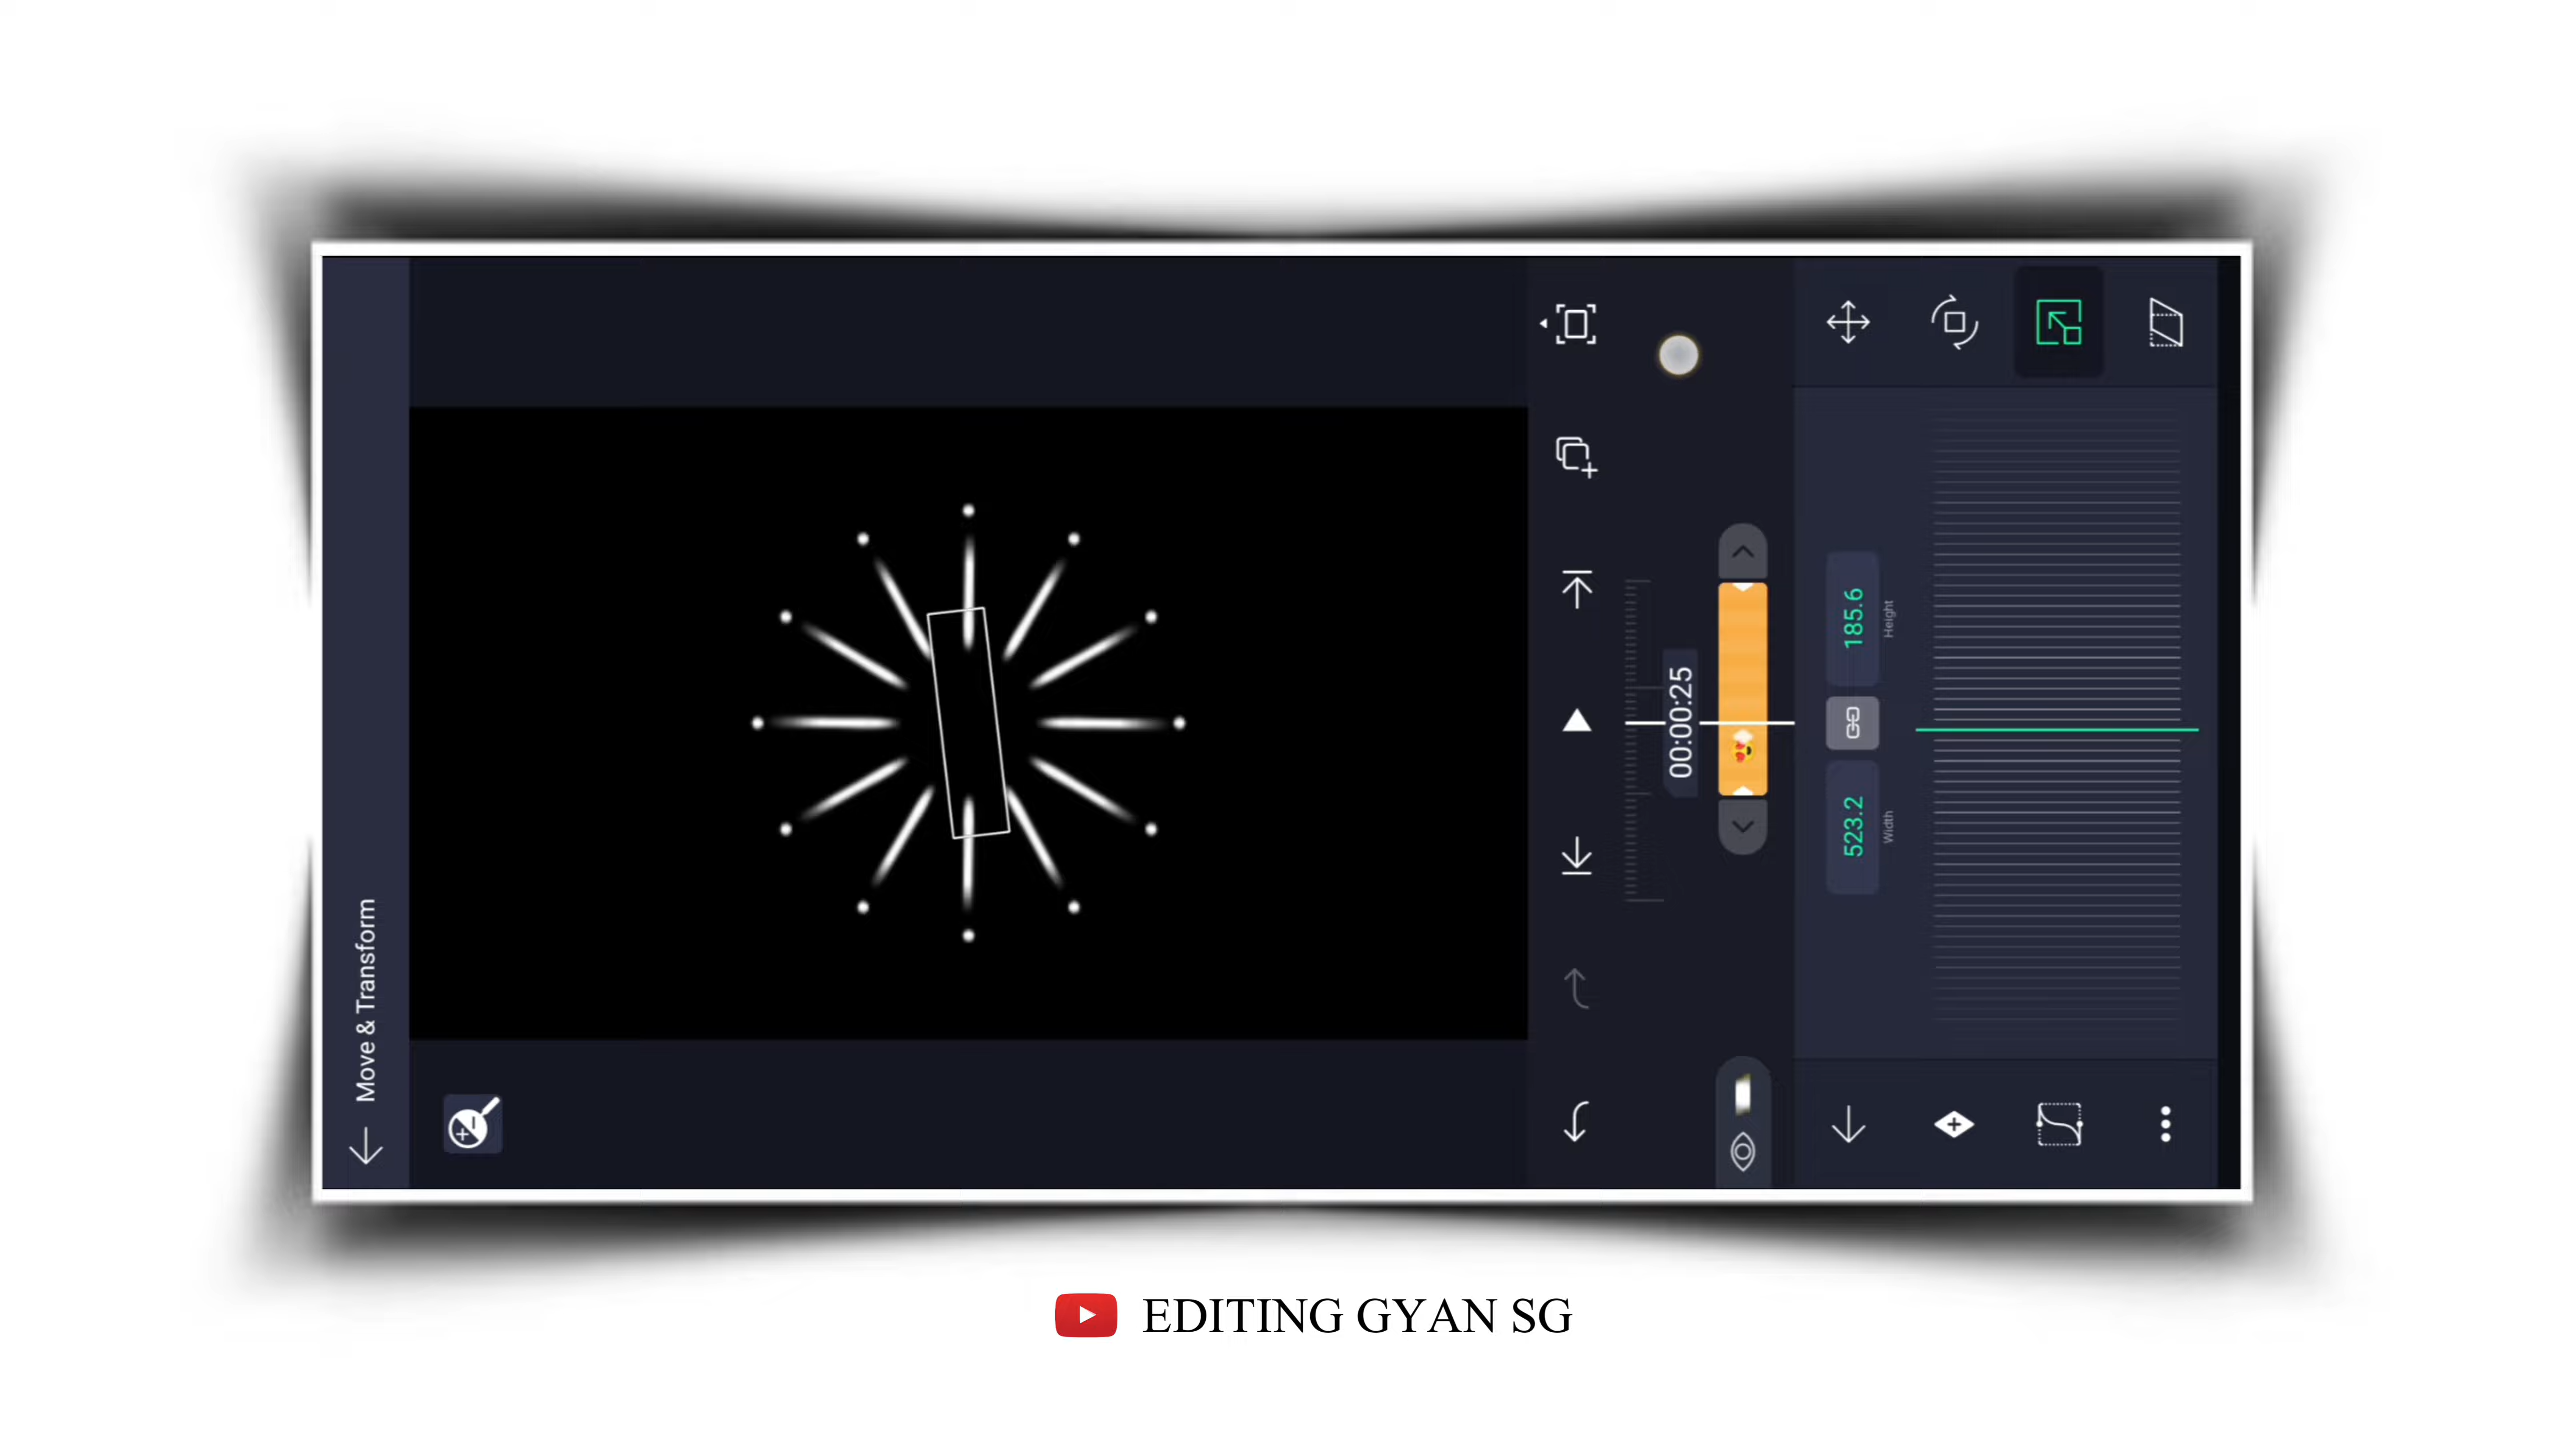 Move & Transform
00:00:25
523.2
Width
185.6
Height
EDITING GYAN SG